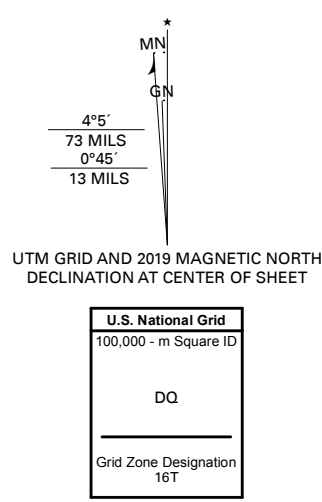 MN
GN
4°5´
73 MILS
0°45´
13 MILS
UTM GRID AND 2019 MAGNETIC NORTH
DECLINATION AT CENTER OF SHEET
U.S. National Grid
100,000 - m Square ID
DQ
Grid Zone Designation
16T